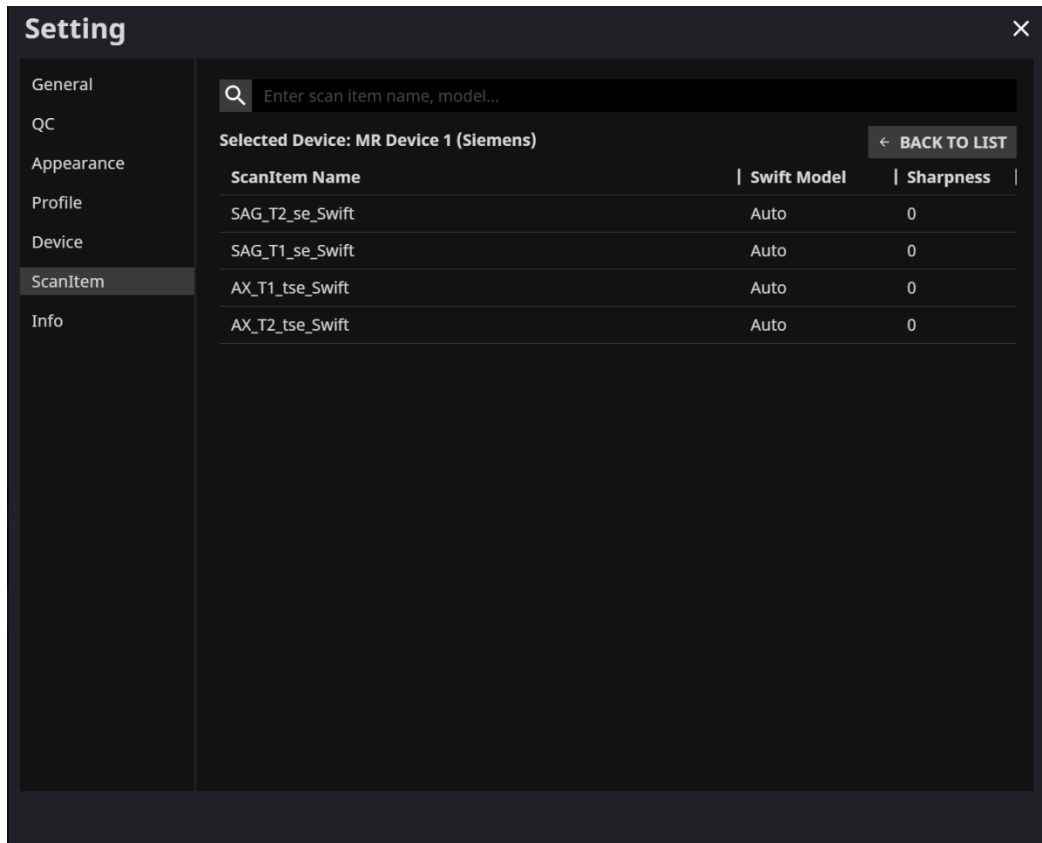 Setting
General
QC
Appearance
Profile
Device
ScanItem
Info
Enter scan item name, model...
Selected Device: MR Device 1 (Siemens)
← BACK TO LIST
ScanItem Name | Swift Model | Sharpness |
SAG_T2_se_Swift Auto 0
SAG_T1_se_Swift Auto 0
AX_T1_tse_Swift Auto 0
AX_T2_tse_Swift Auto 0